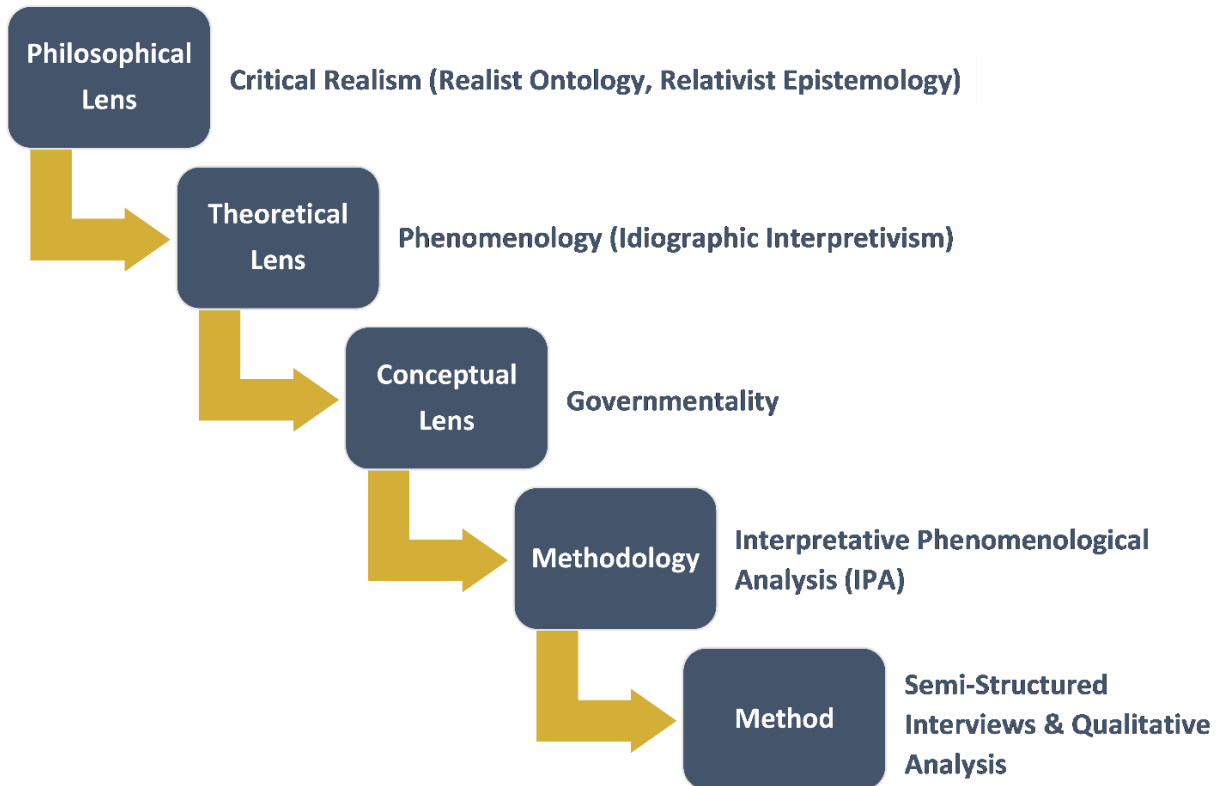 Philosophical
Lens
Critical Realism (Realist Ontology, Relativist Epistemology)
Theoretical
Lens
Phenomenology (Idiographic Interpretivism)
Conceptual
Lens
Governmentality
Methodology
Interpretative Phenomenological
Analysis (IPA)
Method
Semi-Structured
Interviews & Qualitative
Analysis